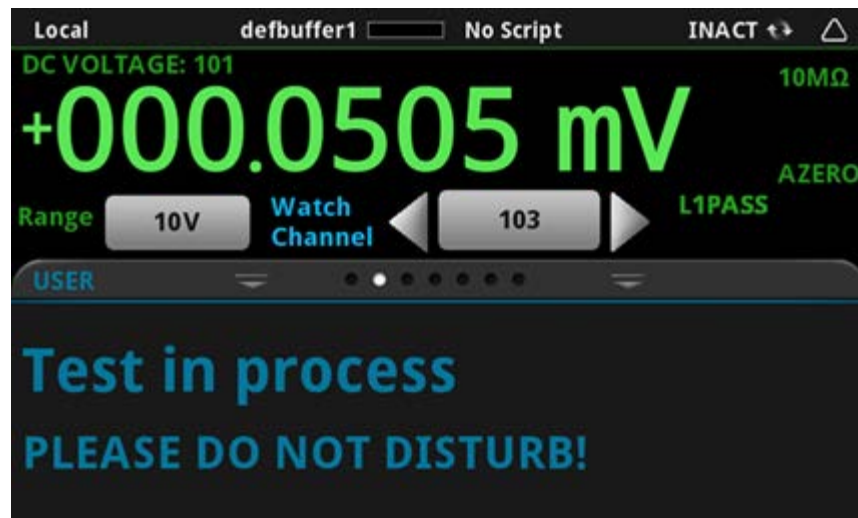 Local defbuffer1 No Script INACT
DC VOLTAGE: 101
10MΩ
+000.0505 mV
AZERO
Range 10V Watch Channel 103 L1PASS
USER
Test in process
PLEASE DO NOT DISTURB!